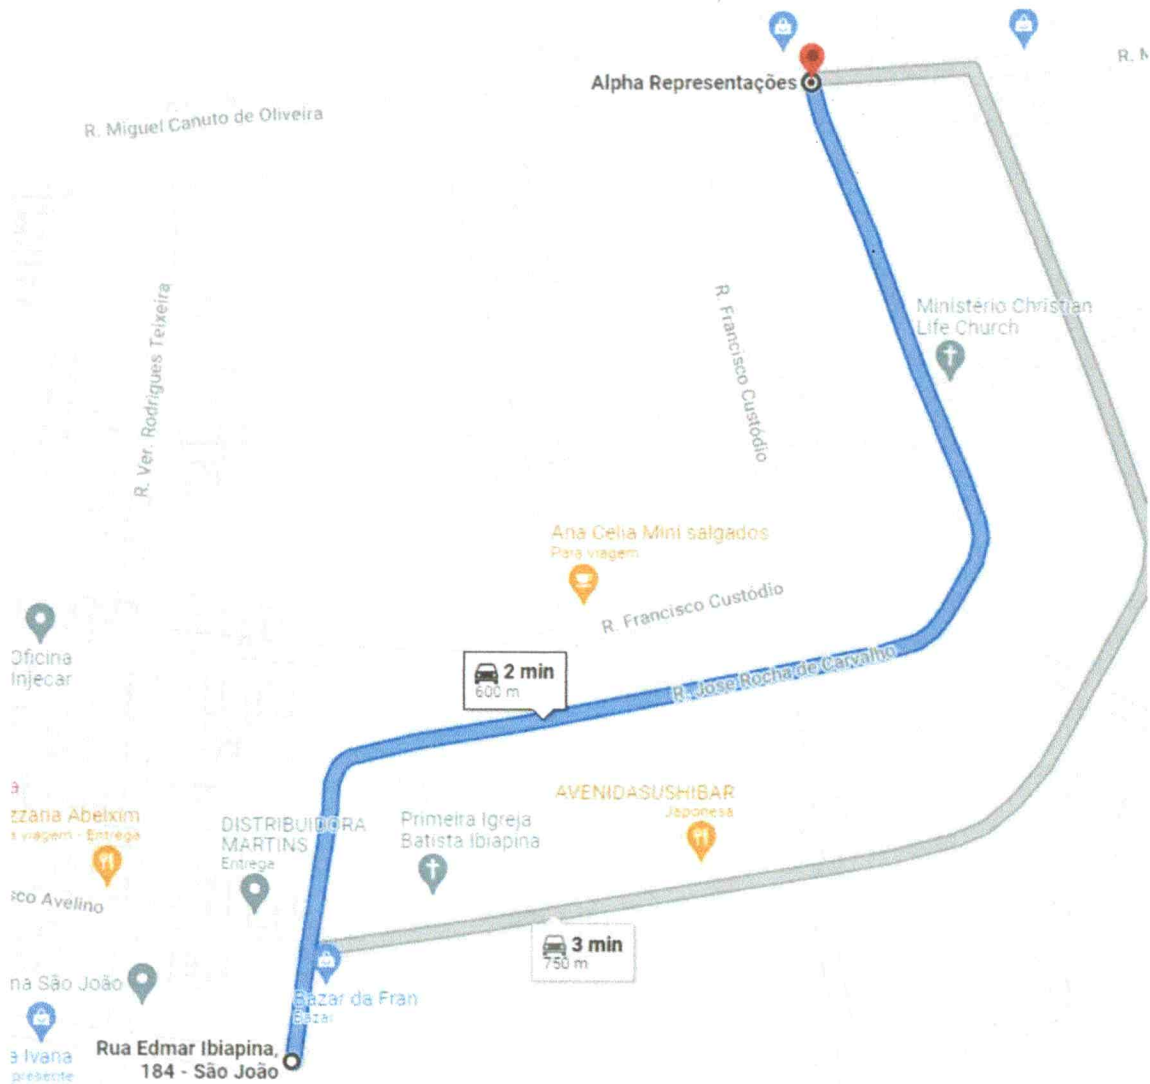 R. N
Alpha Representações
R. Miguel Canuto de Oliveira
R. Ver. Rodrigues Teixeira
R. Francisco Custódio
Ministério Christian
Life Church
Ana Celia Mini salgados
Para viagem
R. Francisco Custódio
Oficina
Injecar
2 min
600 m
R. José Rocha de Carvalho
a
zzaria Abelxim
a viagem - Entrega
DISTRIBUIDORA
MARTINS
Entrega
Primeira Igreja
Batista Ibiapina
AVENIDASUSHIBAR
Japonesa
sco Avelino
3 min
750 m
na São João
Bazar da Fran
Bazar
a Ivana
presente
Rua Edmar Ibiapina,
184 - São João